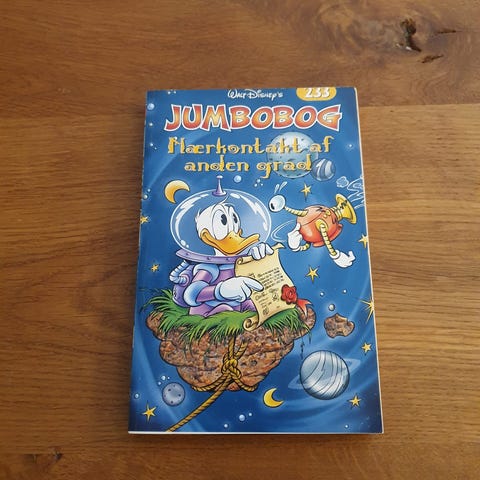 WALT DISNEY'S
233
JUMBOBOG
Nærkontakt af
anden grad